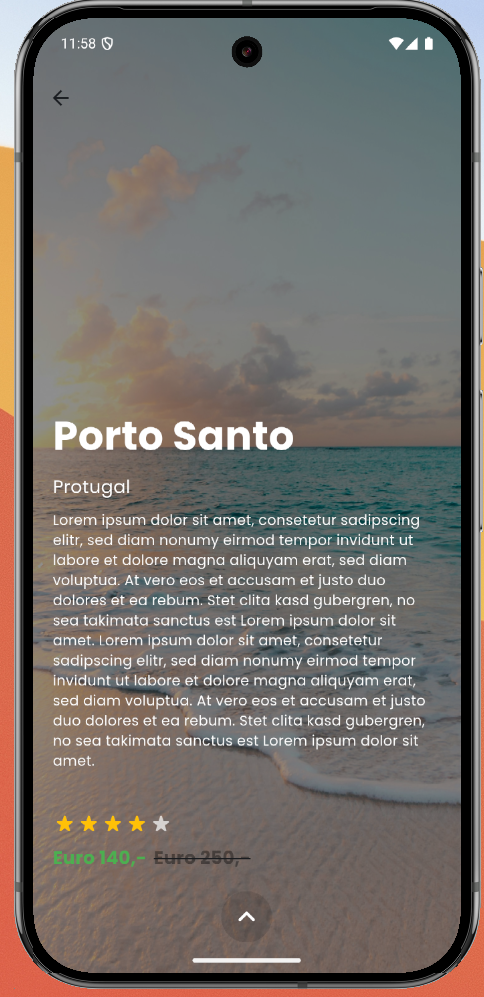 11:58
Porto Santo
Protugal
Lorem ipsum dolor sit amet, consetetur sadipscing
elitr, sed diam nonumy eirmod tempor invidunt ut
labore et dolore magna aliquyam erat, sed diam
voluptua. At vero eos et accusam et justo duo
dolores et ea rebum. Stet clita kasd gubergren, no
sea takimata sanctus est Lorem ipsum dolor sit
amet. Lorem ipsum dolor sit amet, consetetur
sadipscing elitr, sed diam nonumy eirmod tempor
invidunt ut labore et dolore magna aliquyam erat,
sed diam voluptua. At vero eos et accusam et justo
duo dolores et ea rebum. Stet clita kasd gubergren,
no sea takimata sanctus est Lorem ipsum dolor sit
amet.
Euro 140,- Euro 250,-